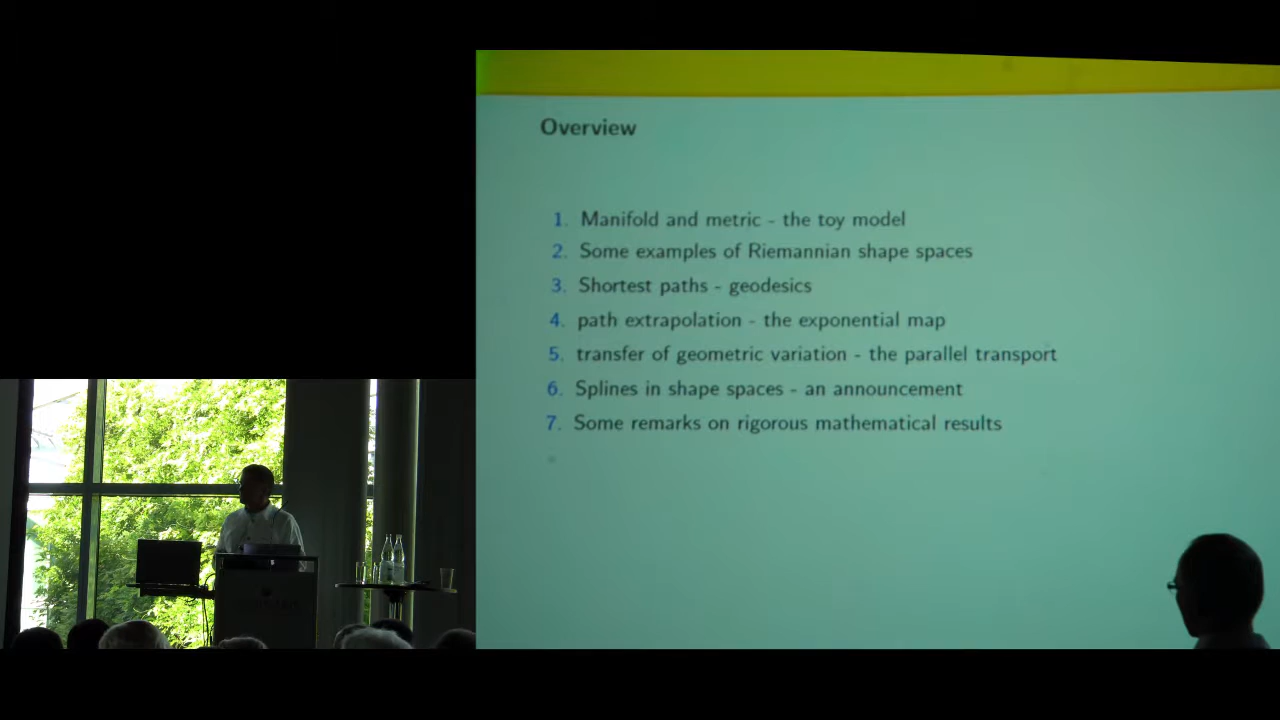 Overview
1. Manifold and metric - the toy model
2. Some examples of Riemannian shape spaces
3. Shortest paths - geodesics
4. path extrapolation - the exponential map
5. transfer of geometric variation - the parallel transport
6. Splines in shape spaces - an announcement
7. Some remarks on rigorous mathematical results